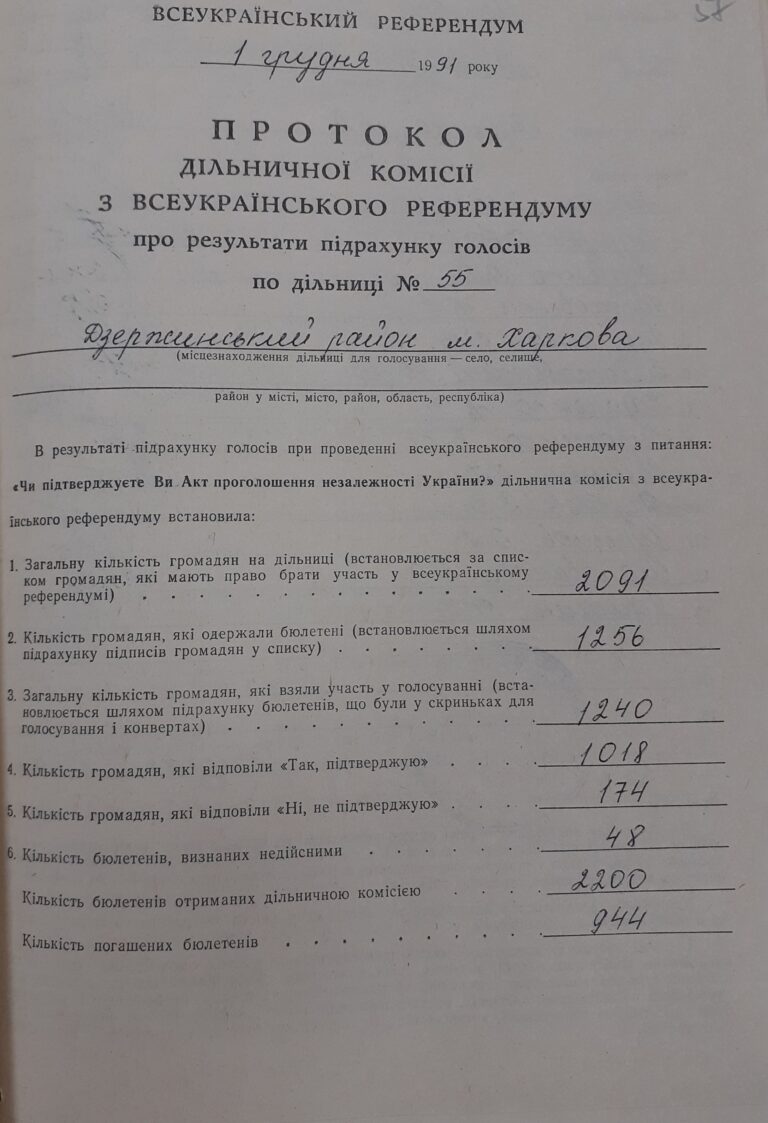 57
ВСЕУКРАЇНСЬКИЙ РЕФЕРЕНДУМ
1 грудня 1991 року
ПРОТОКОЛ
ДІЛЬНИЧНОЇ КОМІСІЇ
З ВСЕУКРАЇНСЬКОГО РЕФЕРЕНДУМУ
про результати підрахунку голосів
по дільниці № 55
Дзержинський район м. Харкова
(місцезнаходження дільниці для голосування — село, селище,
район у місті, місто, район, область, республіка)
В результаті підрахунку голосів при проведенні всеукраїнського референдуму з питання:
«Чи підтверджуєте Ви Акт проголошення незалежності України?» дільнична комісія з всеукра-
їнського референдуму встановила:
1. Загальну кількість громадян на дільниці (встановлюється за спис-
ком громадян, які мають право брати участь у всеукраїнському
референдумі) . . . . . . . . . . . . . . 2091
2. Кількість громадян, які одержали бюлетені (встановлюється шляхом
підрахунку підписів громадян у списку) . . . . . . . 1256
3. Загальну кількість громадян, які взяли участь у голосуванні (вста-
новлюється шляхом підрахунку бюлетенів, що були у скриньках для
голосування і конвертах) . . . . . . . . . . . 1240
4. Кількість громадян, які відповіли «Так, підтверджую» . . . . 1018
5. Кількість громадян, які відповіли «Ні, не підтверджую» . . . . 174
6. Кількість бюлетенів, визнаних недійсними . . . . . . 48
Кількість бюлетенів отриманих дільничною комісією . . . . 2200
Кількість погашених бюлетенів . . . . . . . . . . 944